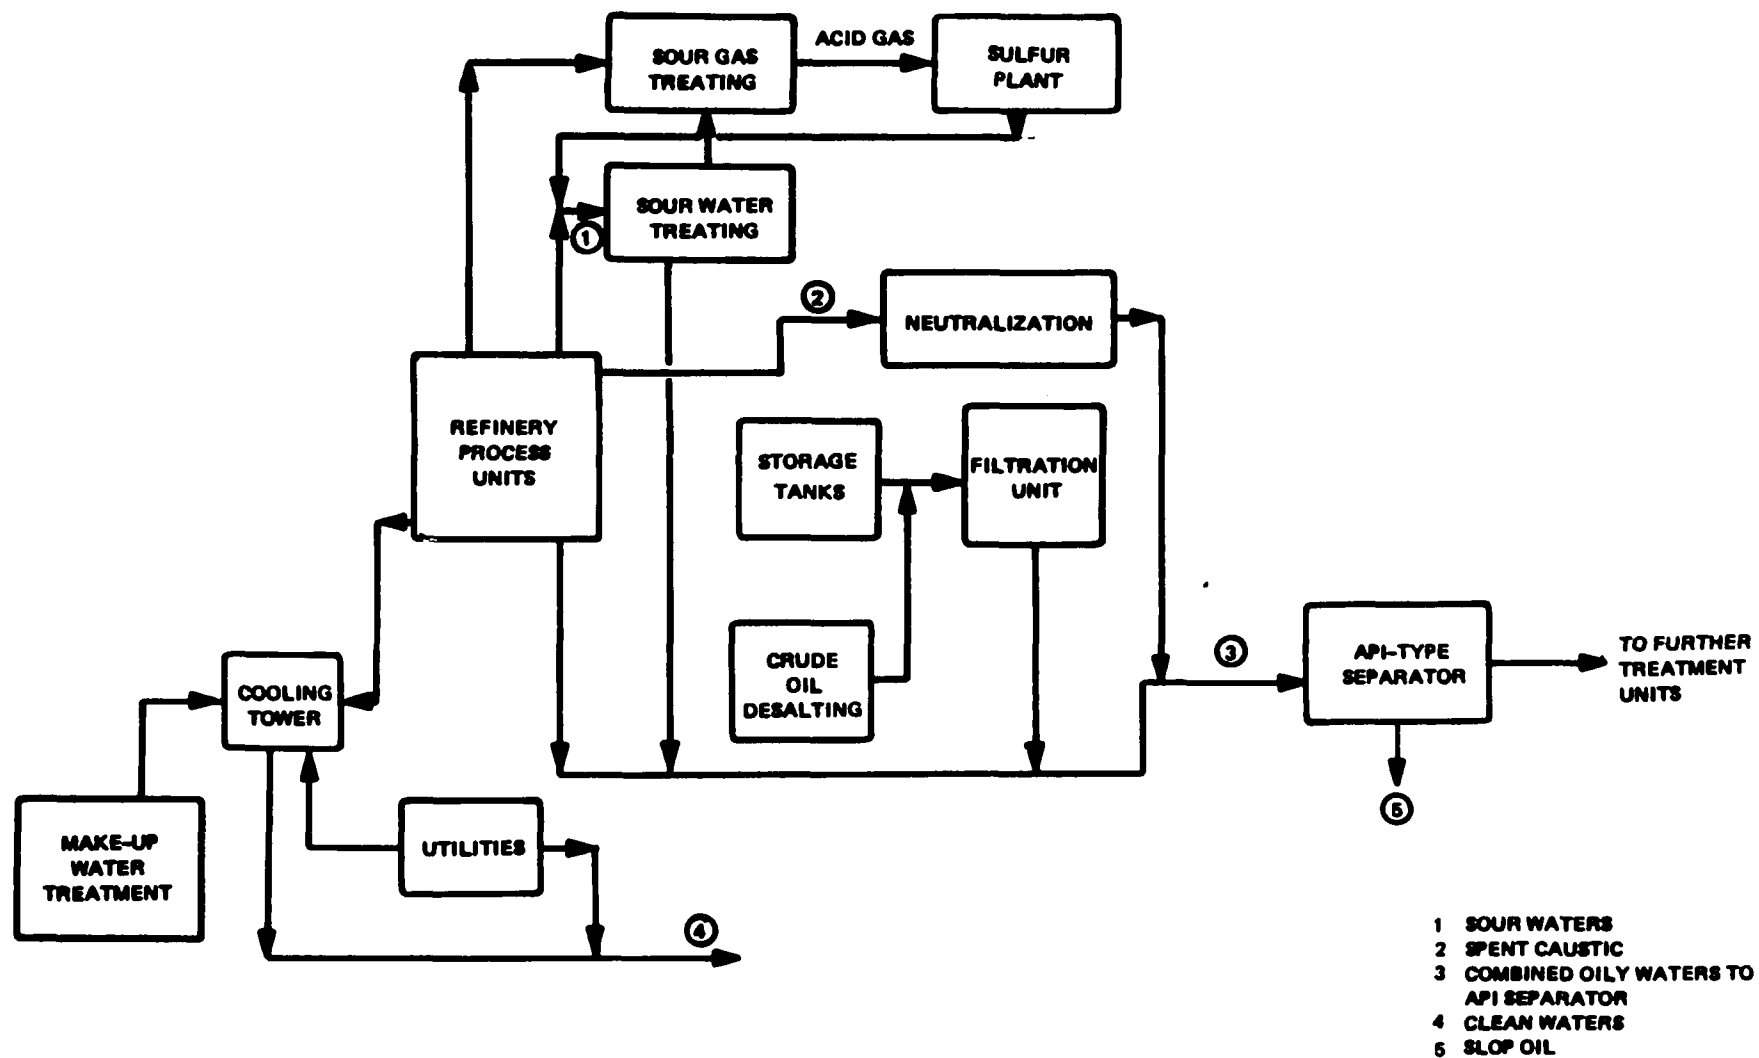 SOUR GAS
TREATING
ACID GAS
SULFUR
PLANT
SOUR WATER
TREATING
1
2
NEUTRALIZATION
REFINERY
PROCESS
UNITS
STORAGE
TANKS
FILTRATION
UNIT
CRUDE
OIL
DESALTING
3
API-TYPE
SEPARATOR
TO FURTHER
TREATMENT
UNITS
5
COOLING
TOWER
MAKE-UP
WATER
TREATMENT
UTILITIES
4
1 SOUR WATERS
2 SPENT CAUSTIC
3 COMBINED OILY WATERS TO
API SEPARATOR
4 CLEAN WATERS
5 SLOP OIL